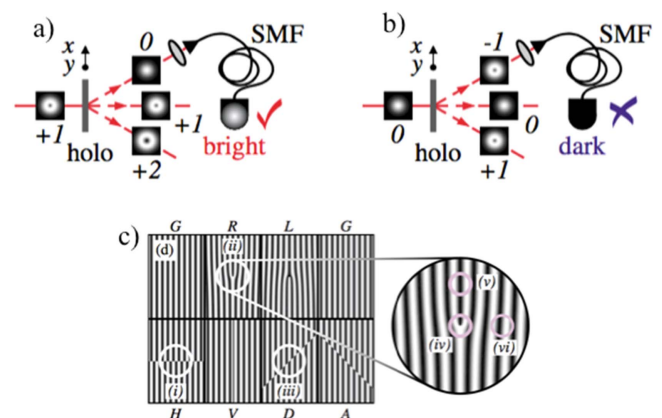 a)
x
y
0
SMF
+1
holo
+1
+2
bright
b)
x
y
-1
SMF
0
holo
0
+1
dark
c)
G R L G
(d)
(ii)
(i)
(iii)
H V D A
(v)
(iv)
(vi)